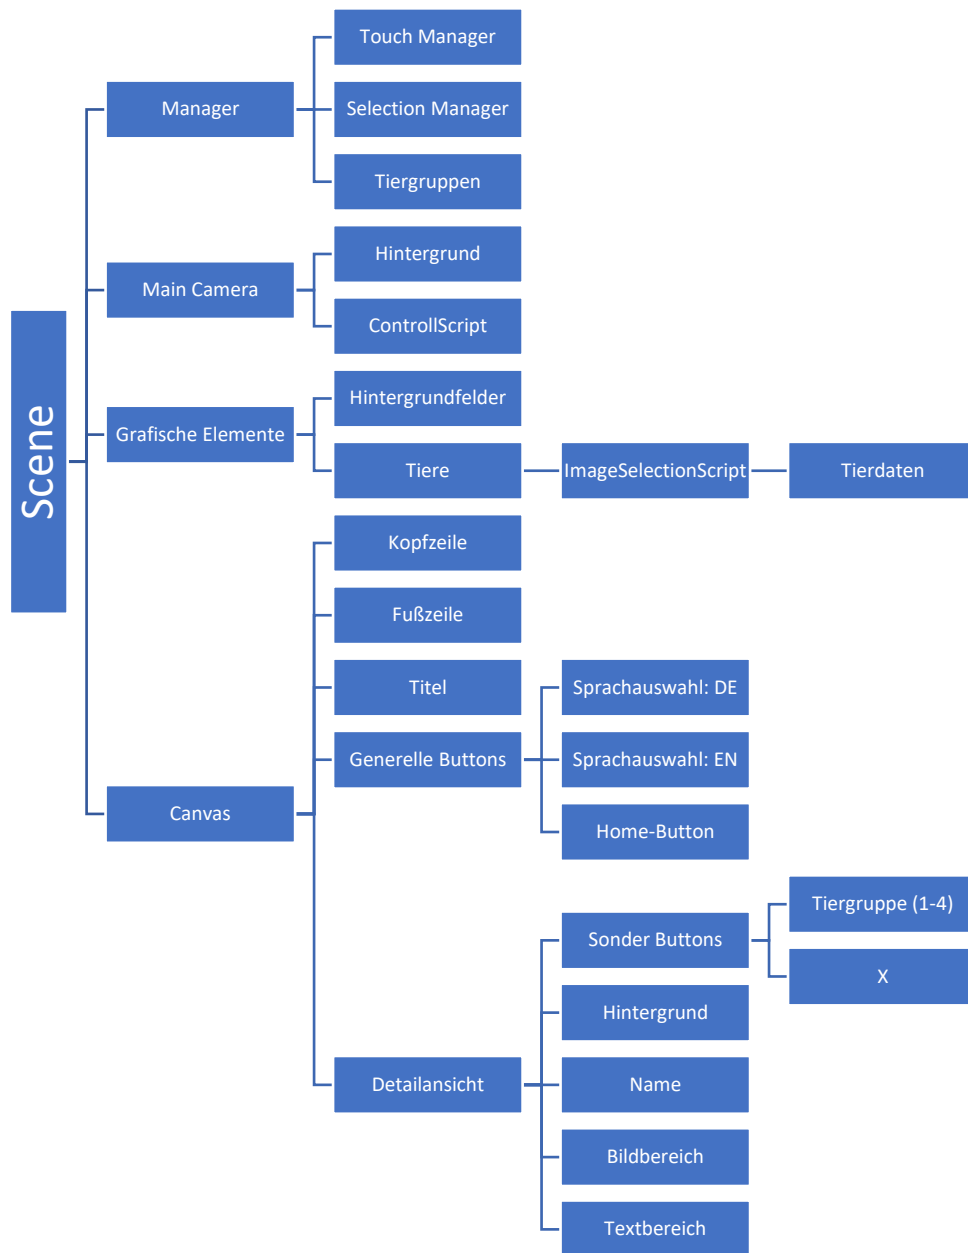 Scene
Manager
Touch Manager
Selection Manager
Tiergruppen
Main Camera
Hintergrund
ControllScript
Grafische Elemente
Hintergrundfelder
Tiere
ImageSelectionScript
Tierdaten
Canvas
Kopfzeile
Fußzeile
Titel
Generelle Buttons
Sprachauswahl: DE
Sprachauswahl: EN
Home-Button
Detailansicht
Sonder Buttons
Tiergruppe (1-4)
X
Hintergrund
Name
Bildbereich
Textbereich